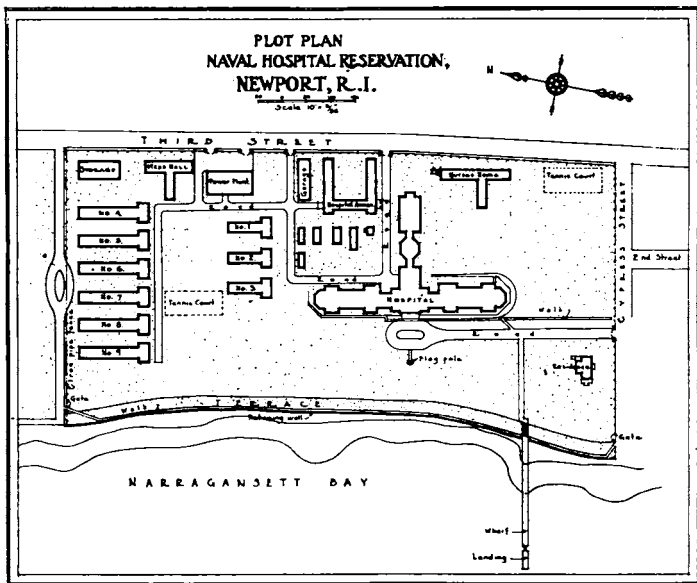 PLOT PLAN
NAVAL HOSPITAL RESERVATION,
NEWPORT, R.I.
Scale
N
THIRD STREET
Storage
Mess Hall
Power Plant
Garage
Nurses
Tennis Court
No. 4
No. 5
No. 6
No. 7
No. 8
No. 9
No. 1
No. 2
No. 3
Road
Road
Road
HOSPITAL
Tennis Court
CYPRESS STREET
2nd Street
Walk
Road
Flag pole
Residence
Gate
Gate
Walk
TERRACE
Retaining wall
NARRAGANSETT BAY
Wharf
Landing